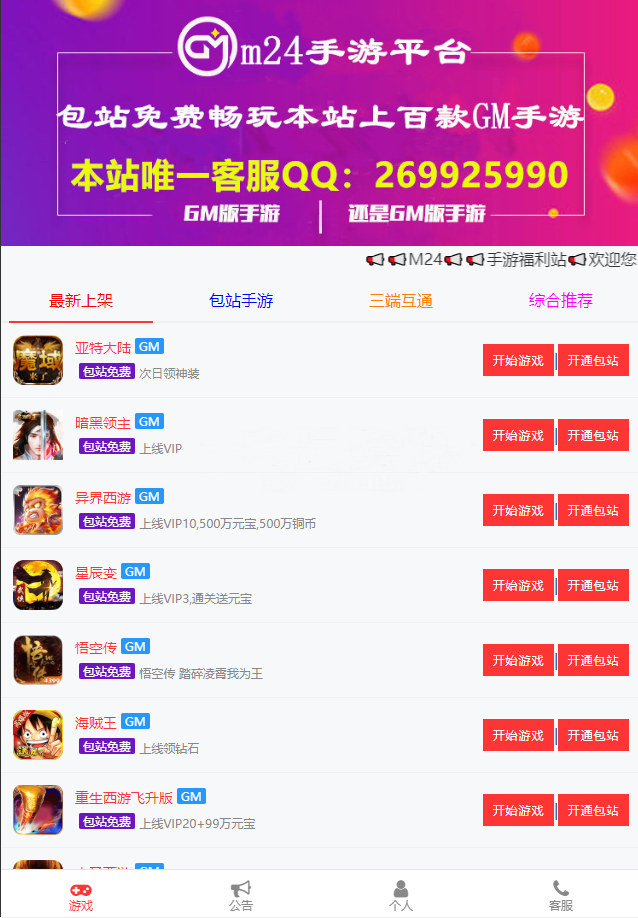 GM m24手游平台
包站免费畅玩本站上百款GM手游
本站唯一客服QQ：269925990
GM版手游 | 还是GM版手游
M24 手游福利站 欢迎您
最新上架 包站手游 三端互通 综合推荐
魔域 来了
亚特大陆 GM
包站免费 次日领神装
开始游戏 | 开通包站
暗黑领主 GM
包站免费 上线VIP
开始游戏 | 开通包站
异界西游 GM
包站免费 上线VIP10,500万元宝,500万铜币
开始游戏 | 开通包站
武侠
星辰变 GM
包站免费 上线VIP3,通关送元宝
开始游戏 | 开通包站
悟空传 GM
包站免费 悟空传 踏碎凌霄我为王
开始游戏 | 开通包站
海贼王 GM
包站免费 上线领钻石
开始游戏 | 开通包站
重生西游飞升版 GM
包站免费 上线VIP20+99万元宝
开始游戏 | 开通包站
游戏 公告 个人 客服